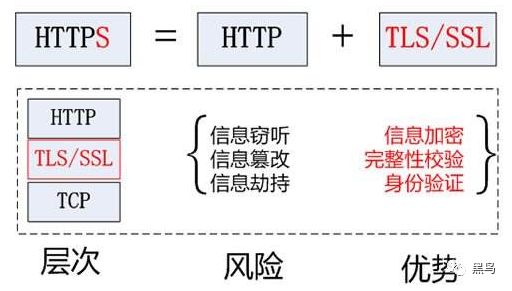 HTTPS = HTTP + TLS/SSL
HTTP
TLS/SSL
TCP
信息窃听
信息篡改
信息劫持
信息加密
完整性校验
身份验证
层次 风险 优势
黑鸟